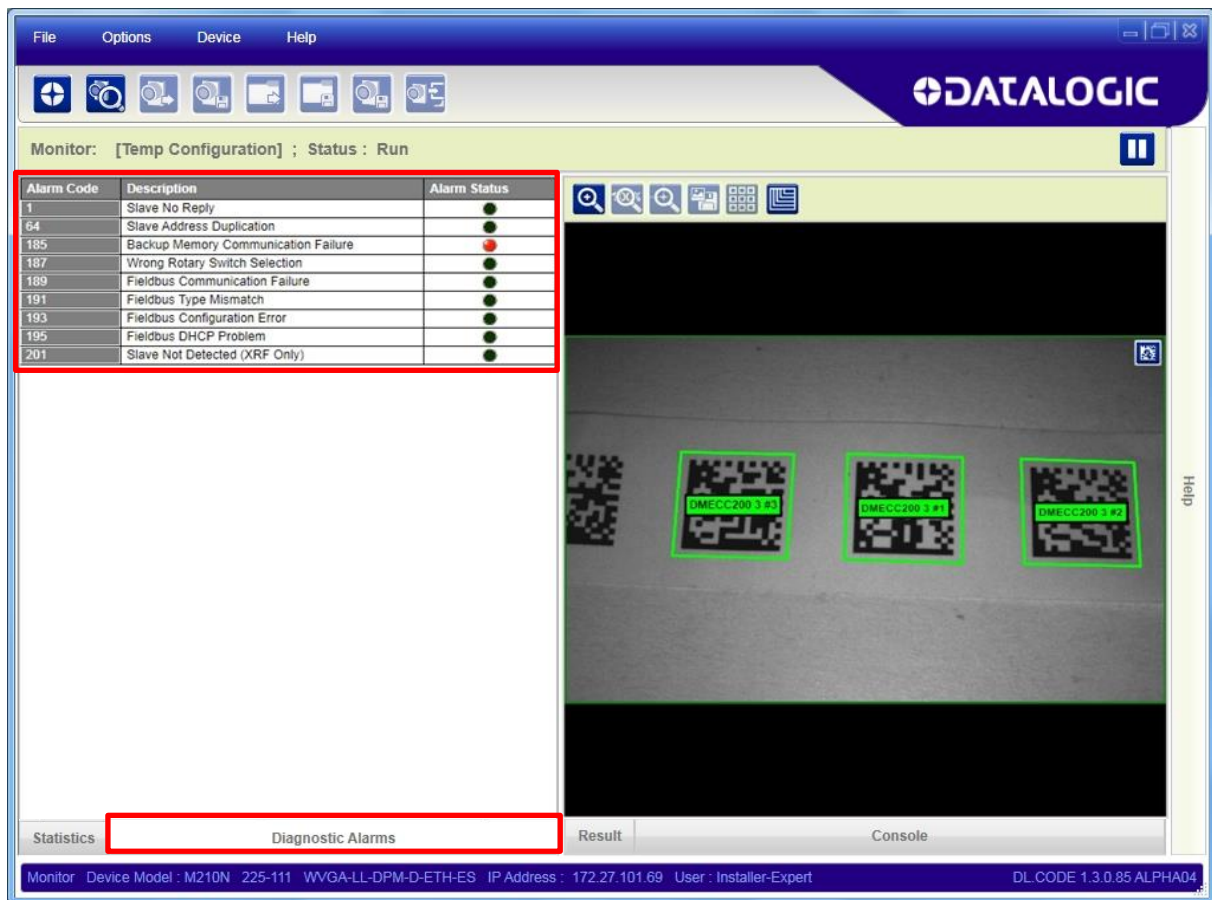 File Options Device Help
DATALOGIC
Monitor: [Temp Configuration] ; Status : Run
Alarm Code Description Alarm Status
1 Slave No Reply
64 Slave Address Duplication
185 Backup Memory Communication Failure
187 Wrong Rotary Switch Selection
189 Fieldbus Communication Failure
191 Fieldbus Type Mismatch
193 Fieldbus Configuration Error
195 Fieldbus DHCP Problem
201 Slave Not Detected (XRF Only)
DMECC200 3 #3
DMECC200 3 #1
DMECC200 3 #2
Help
Statistics Diagnostic Alarms Result Console
Monitor Device Model : M210N 225-111 WVGA-LL-DPM-D-ETH-ES IP Address : 172.27.101.69 User : Installer-Expert DL.CODE 1.3.0.85 ALPHA04